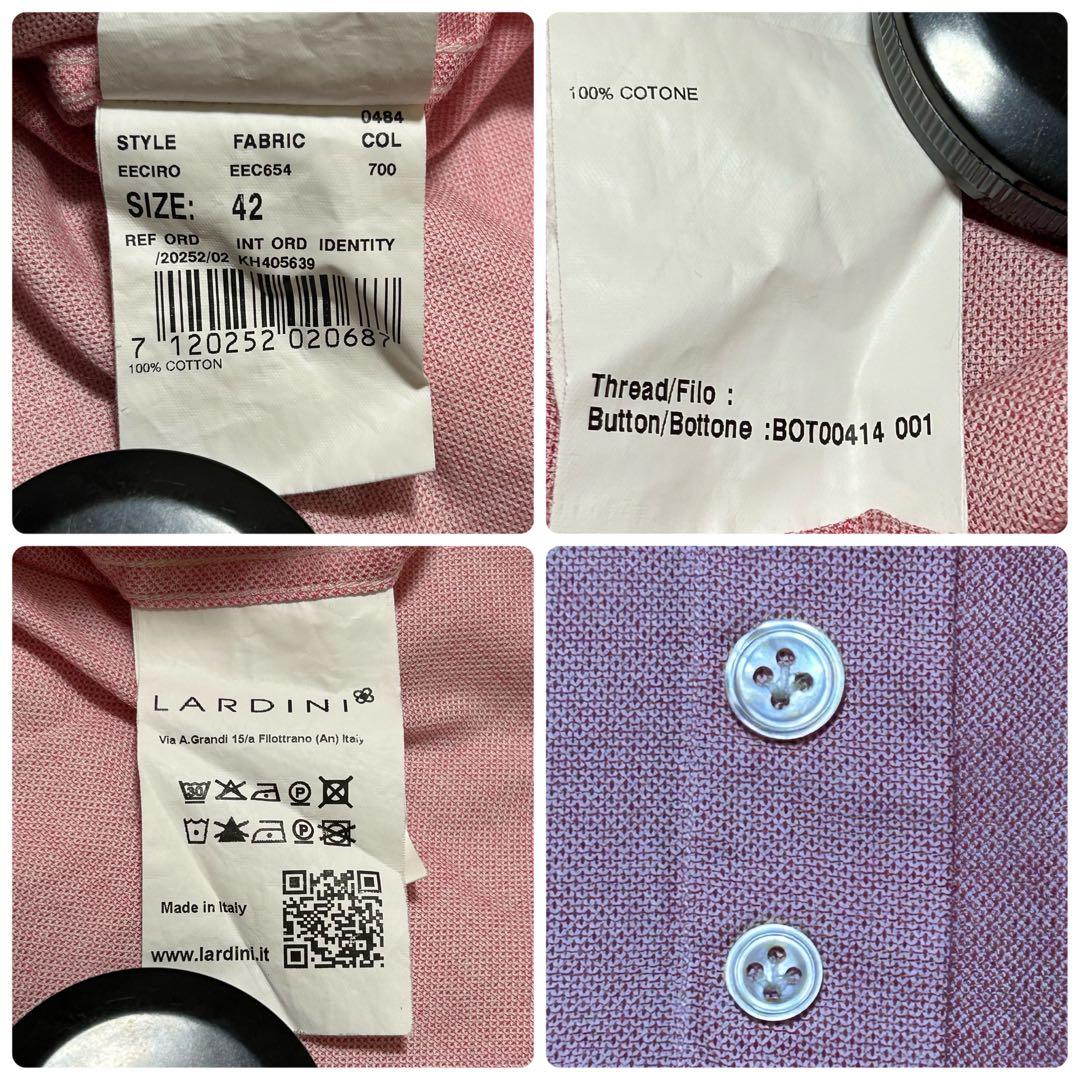 0484
STYLE FABRIC COL
EECIRO EEC654 700
SIZE: 42
REF ORD INT ORD IDENTITY
/20252/02 KH405639
7 120252 020687
100% COTTON
100% COTONE
Thread/Filo :
Button/Bottone :BOT00414 001
LARDINI
Via A.Grandi 15/a Filottrano (An) Italy
30 P
P
Made in Italy
www.lardini.it